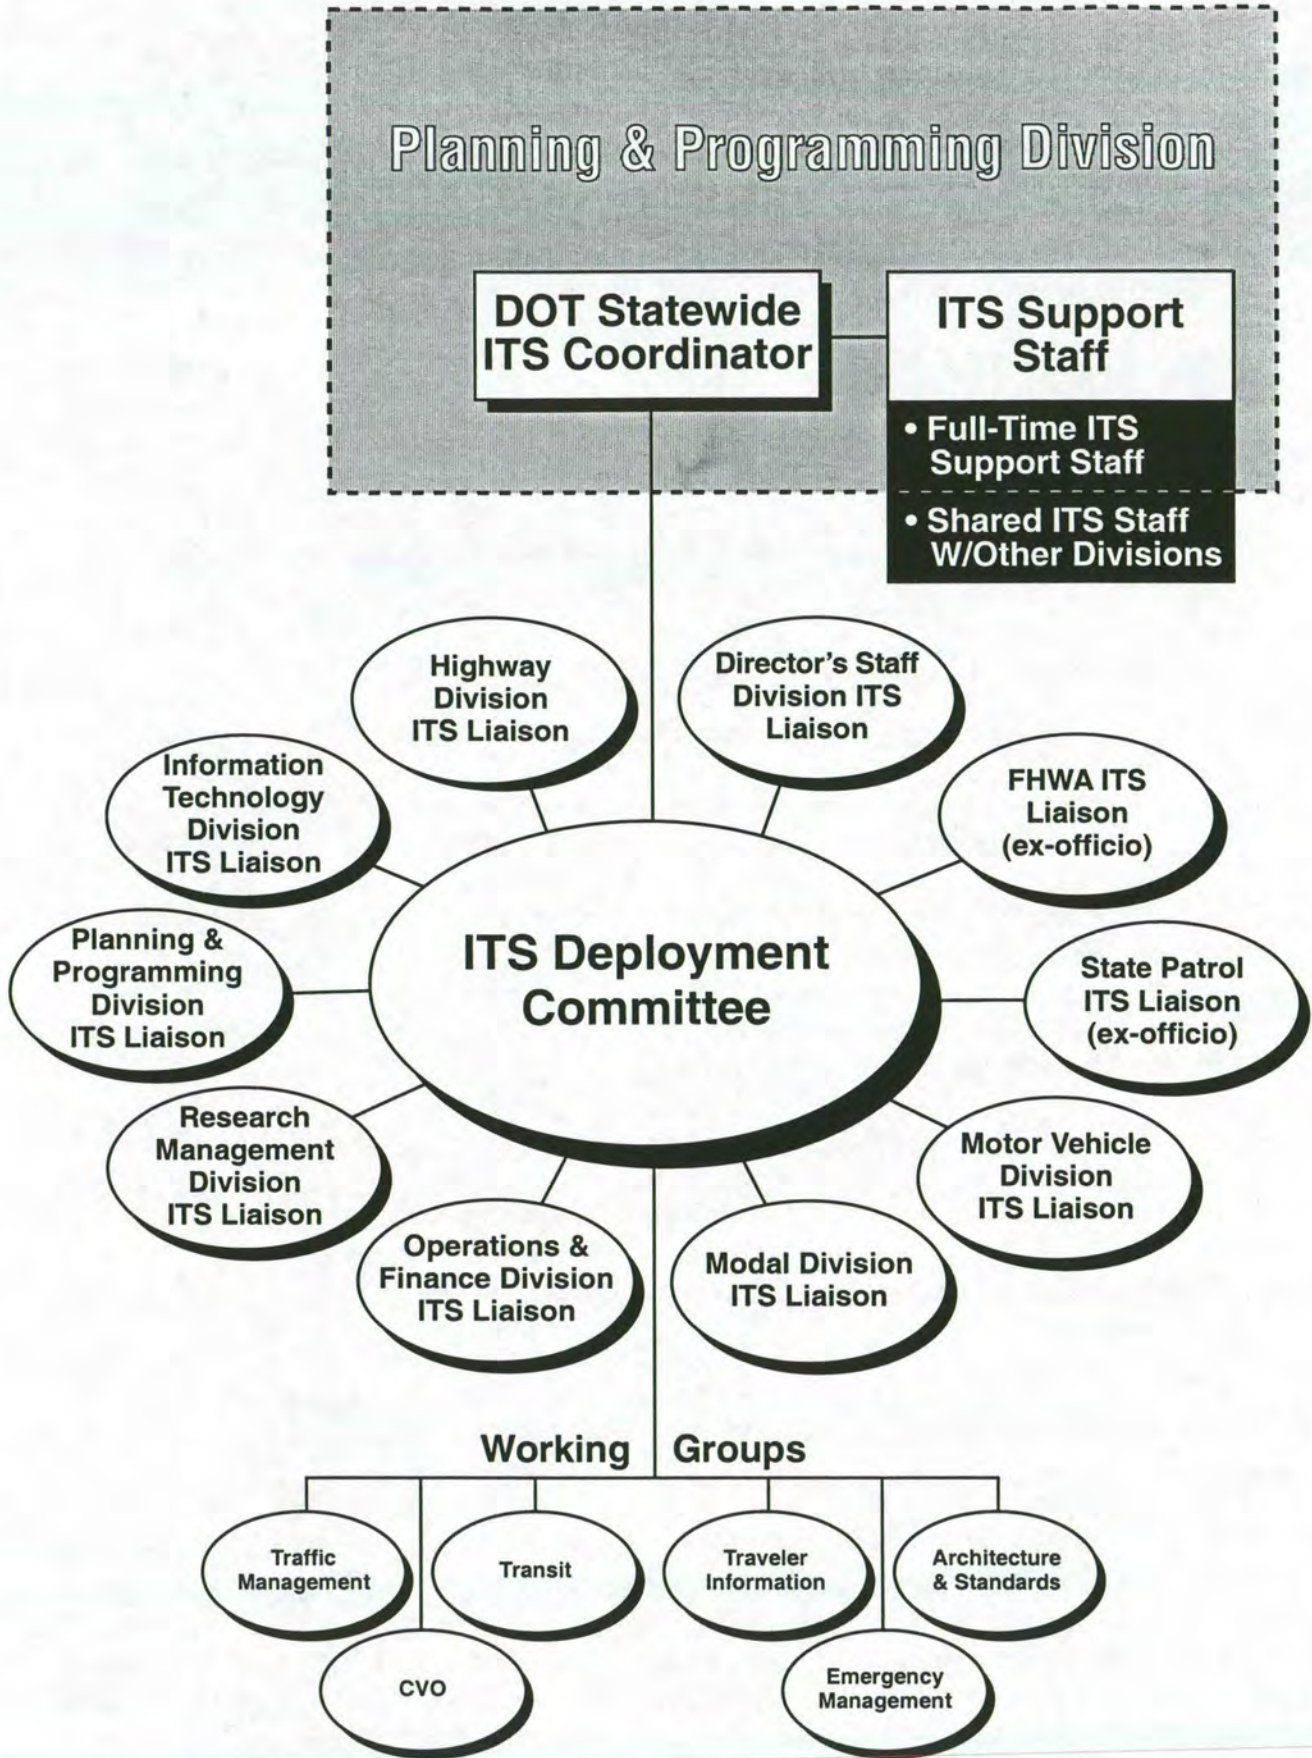 Planning & Programming Division
DOT Statewide
ITS Coordinator
ITS Support
Staff
• Full-Time ITS
Support Staff
• Shared ITS Staff
W/Other Divisions
Highway
Division
ITS Liaison
Director's Staff
Division ITS
Liaison
Information
Technology
Division
ITS Liaison
FHWA ITS
Liaison
(ex-officio)
Planning &
Programming
Division
ITS Liaison
ITS Deployment
Committee
State Patrol
ITS Liaison
(ex-officio)
Research
Management
Division
ITS Liaison
Motor Vehicle
Division
ITS Liaison
Operations &
Finance Division
ITS Liaison
Modal Division
ITS Liaison
Working Groups
Traffic
Management
Transit
Traveler
Information
Architecture
& Standards
CVO
Emergency
Management